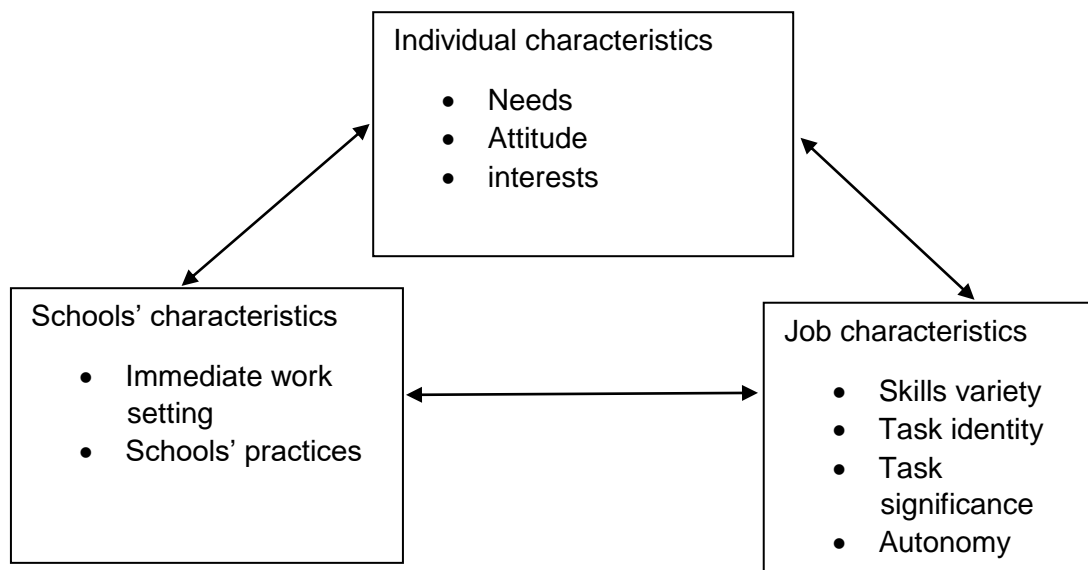 Individual characteristics
• Needs
• Attitude
• interests
Schools’ characteristics
• Immediate work
setting
• Schools’ practices
Job characteristics
• Skills variety
• Task identity
• Task
significance
• Autonomy